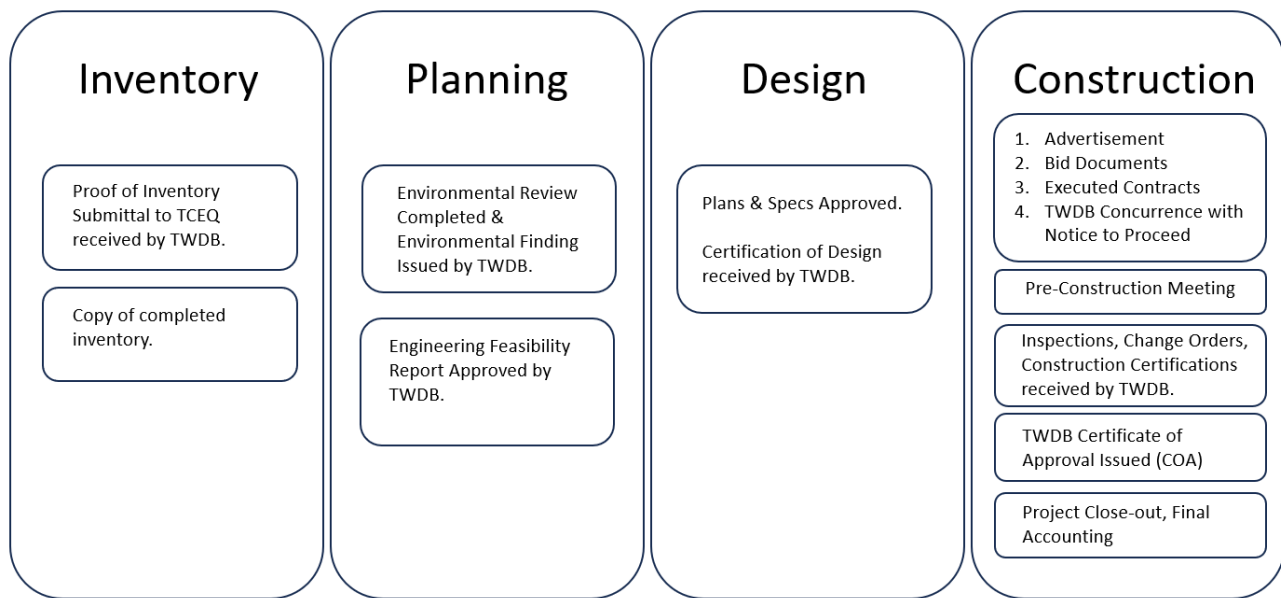 Inventory
Proof of Inventory
Submittal to TCEQ
received by TWDB.
Copy of completed
inventory.
Planning
Environmental Review
Completed &
Environmental Finding
Issued by TWDB.
Engineering Feasibility
Report Approved by
TWDB.
Design
Plans & Specs Approved.
Certification of Design
received by TWDB.
Construction
1. Advertisement
2. Bid Documents
3. Executed Contracts
4. TWDB Concurrence with
Notice to Proceed
Pre-Construction Meeting
Inspections, Change Orders,
Construction Certifications
received by TWDB.
TWDB Certificate of
Approval Issued (COA)
Project Close-out, Final
Accounting